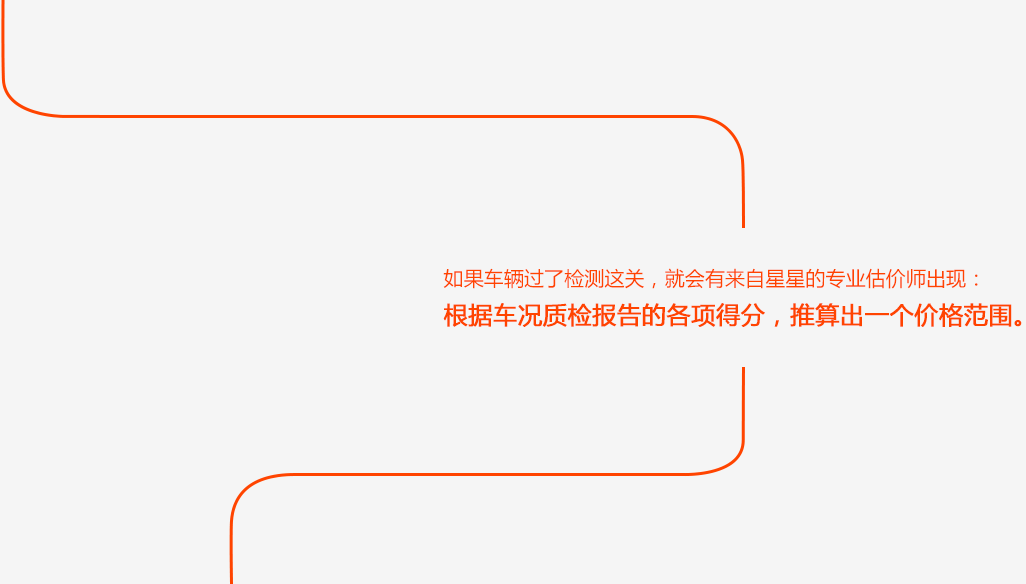 如果车辆过了检测这关，就会有来自星星的专业估价师出现：
根据车况质检报告的各项得分，推算出一个价格范围。